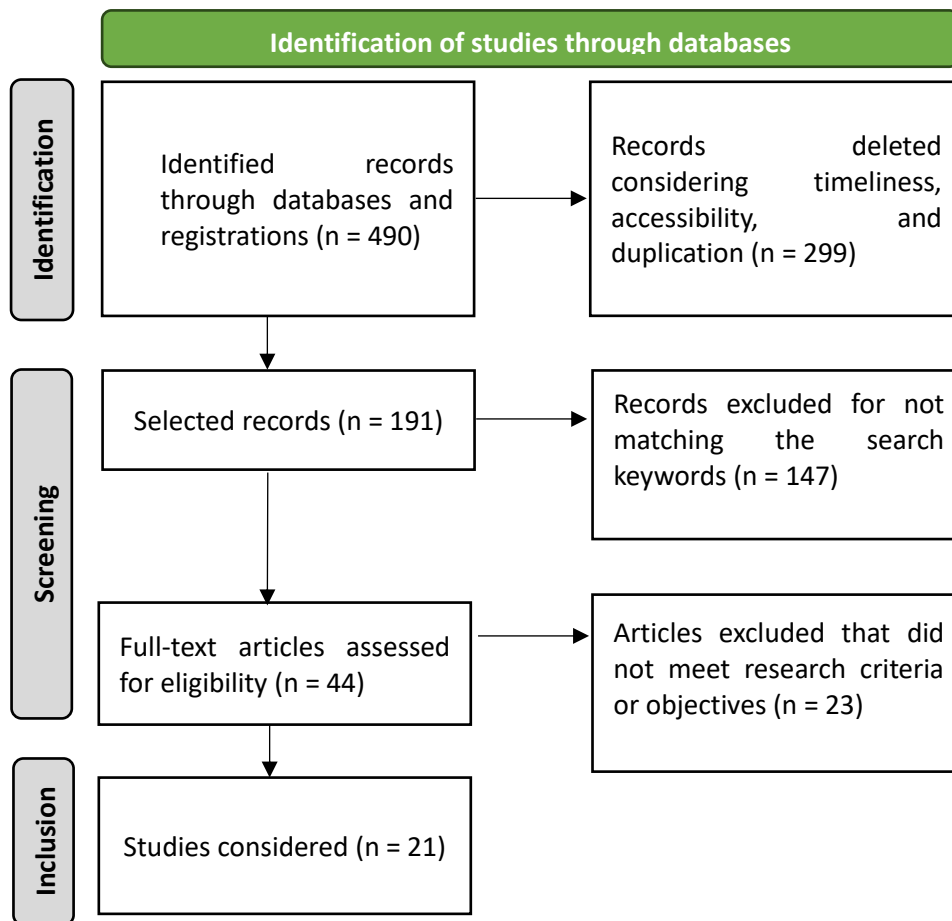 Identification of studies through databases
Identification
Identified records
through databases and
registrations (n = 490)
Records deleted
considering timeliness,
accessibility, and
duplication (n = 299)
Screening
Selected records (n = 191)
Records excluded for not
matching the search
keywords (n = 147)
Full-text articles assessed
for eligibility (n = 44)
Articles excluded that did
not meet research criteria
or objectives (n = 23)
Inclusion
Studies considered (n = 21)